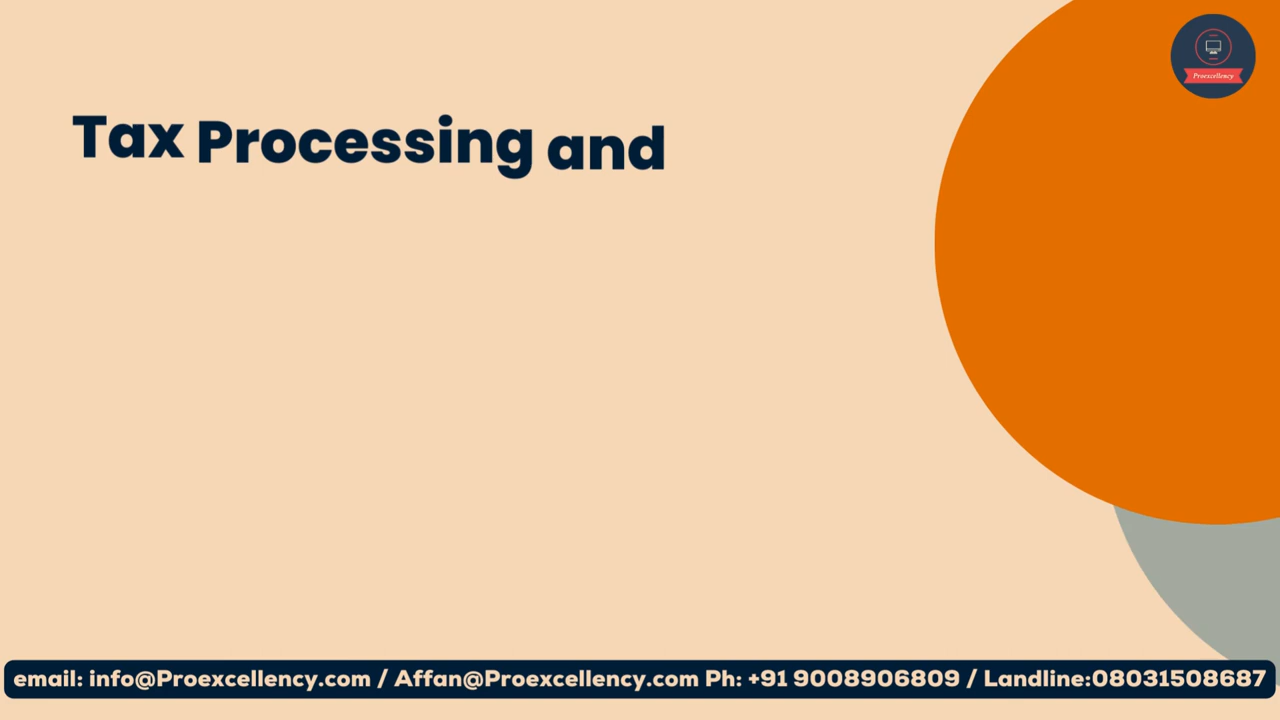 Proexcellency
Tax Processing and
email: info@Proexcellency.com / Affan@Proexcellency.com Ph: +91 9008906809 / Landline:08031508687